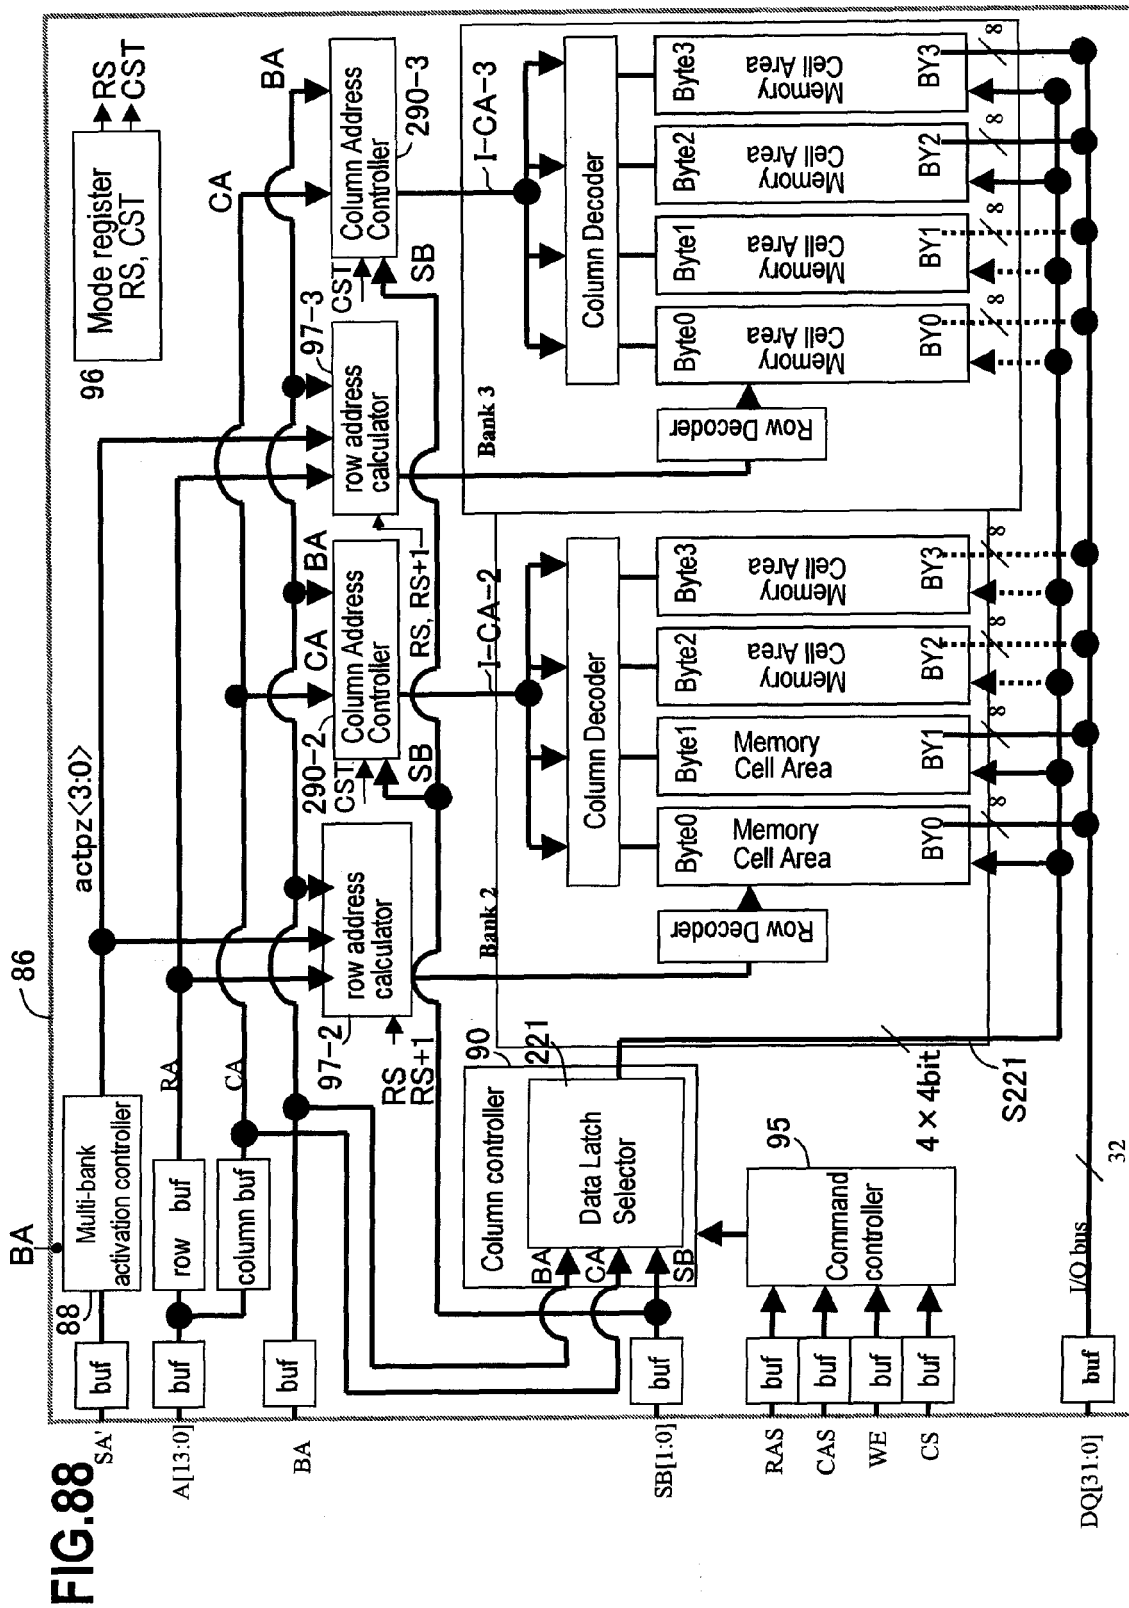 FIG.88
86
BA
SA'
buf
88
Multi-bank
activation controller
actpz<3:0>
96
Mode register
RS, CST
RS
CST
A[13:0]
buf
row buf
RA
column buf
CA
CA
BA
buf
BA
97-2
row address
calculator
RS
RS+1
290-2
Column Address
Controller
CA
BA
CST
SB
97-3
row address
calculator
RS, RS+1
290-3
Column Address
Controller
BA
CST
SB
I-CA-2
I-CA-3
SB[1:0]
buf
Column controller
90
BA
CA
SB
Data Latch
Selector
221
Bank 2
Column Decoder
Row Decoder
Byte0
Memory
Cell Area
BY0
8
Byte1
Memory
Cell Area
BY1
8
Byte2
Memory
Cell Area
BY2
8
Byte3
Memory
Cell Area
BY3
8
Bank 3
Column Decoder
Row Decoder
Byte0
Memory
Cell Area
BY0
8
Byte1
Memory
Cell Area
BY1
8
Byte2
Memory
Cell Area
BY2
8
Byte3
Memory
Cell Area
BY3
8
RAS
buf
CAS
buf
WE
buf
CS
buf
Command
controller
95
4 × 4bit
S221
DQ[31:0]
buf
I/Q bus
32